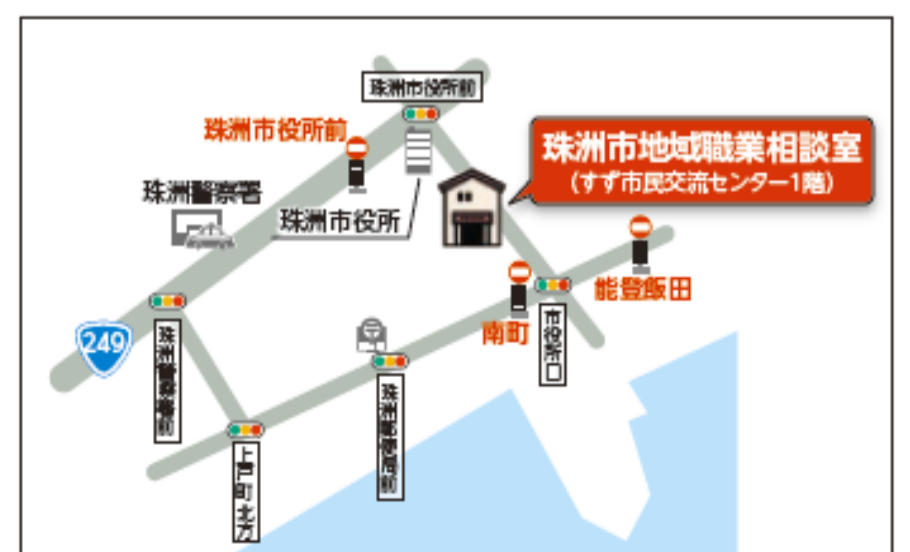 珠洲市役所前
珠洲市役所前
珠洲市地域職業相談室
(すず市民交流センター1階)
珠洲警察署
珠洲市役所
能登飯田
249
南町
市役所口
珠洲警察署前
珠洲郵便局前
上戸町北方